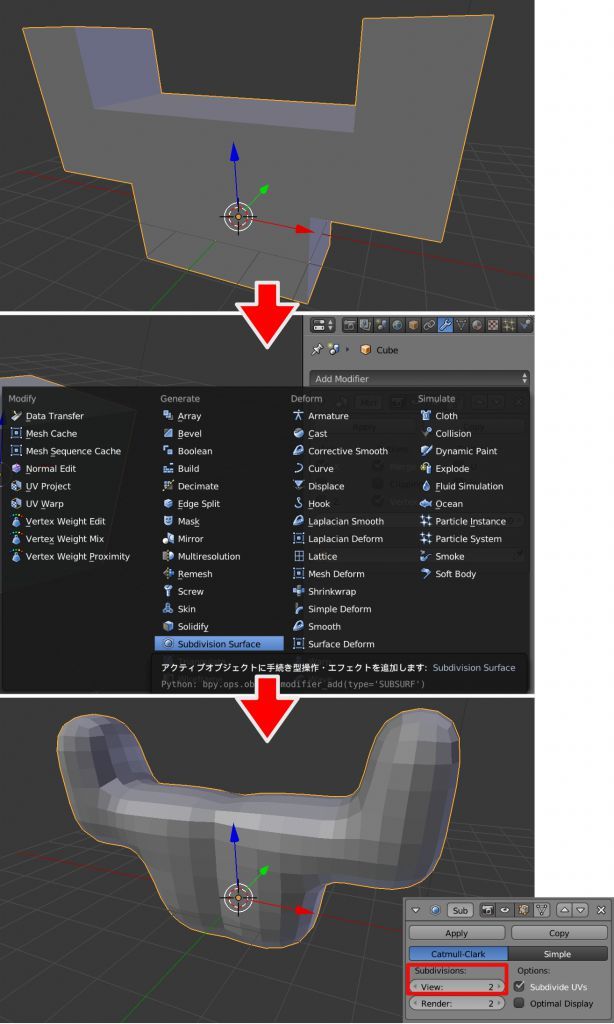 Cube
Add Modifier
Modify
Data Transfer
Mesh Cache
Mesh Sequence Cache
Normal Edit
UV Project
UV Warp
Vertex Weight Edit
Vertex Weight Mix
Vertex Weight Proximity
Generate
Array
Bevel
Boolean
Build
Decimate
Edge Split
Mask
Mirror
Multiresolution
Remesh
Screw
Skin
Solidify
Subdivision Surface
Deform
Armature
Cast
Corrective Smooth
Curve
Displace
Hook
Laplacian Smooth
Laplacian Deform
Lattice
Mesh Deform
Shrinkwrap
Simple Deform
Smooth
Surface Deform
Simulate
Cloth
Collision
Dynamic Paint
Explode
Fluid Simulation
Ocean
Particle Instance
Particle System
Smoke
Soft Body
アクティブオブジェクトに手続き型操作・エフェクトを追加します: Subdivision Surface
Python: bpy.ops.ob modifier_add(type='SUBSURF')
Sub
Apply Copy
Catmull-Clark Simple
Subdivisions: Options:
View: 2 Subdivide UVs
Render: 2 Optimal Display